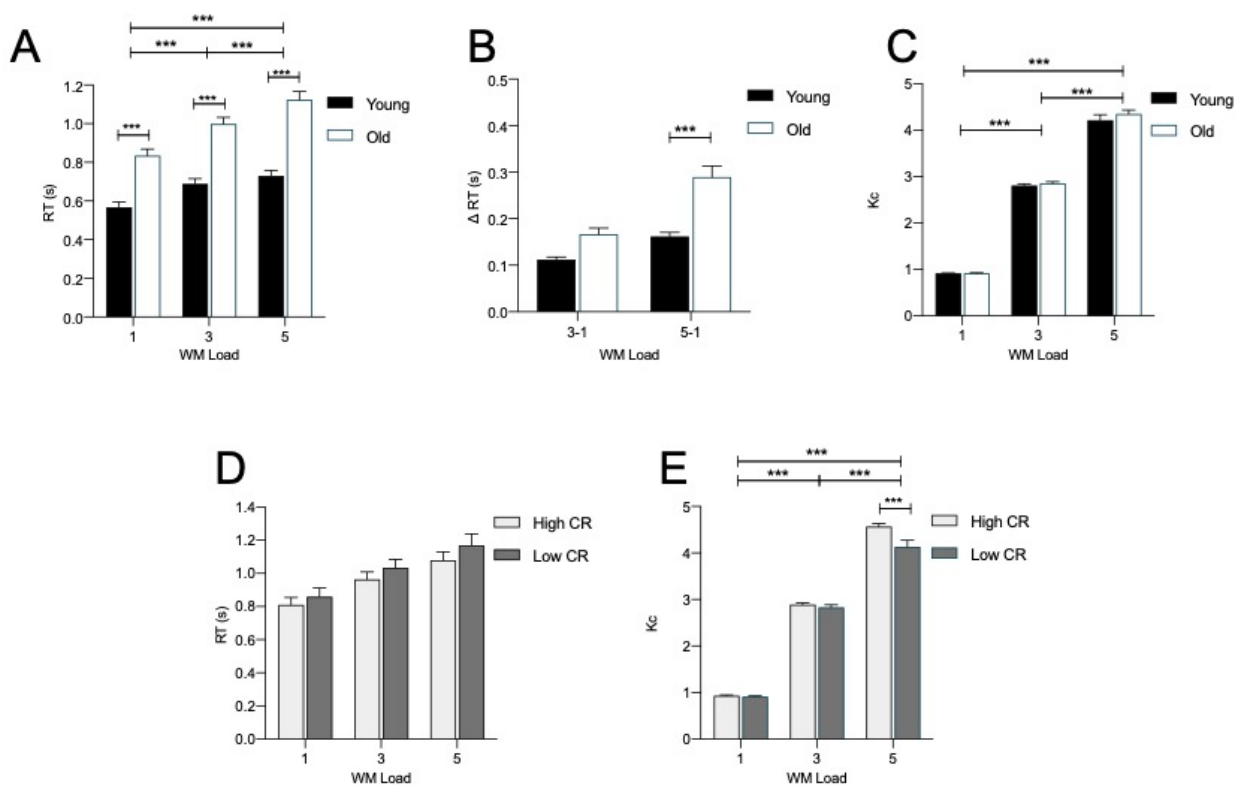 A
***
***
***
***
***
***
1.2
1.0
0.8
0.6
0.4
0.2
0.0
RT (s)
1
3
5
WM Load
Young
Old
B
0.5
0.4
0.3
0.2
0.1
0.0
Δ RT (s)
***
3-1
5-1
WM Load
Young
Old
C
***
***
***
5
4
3
2
1
0
Kc
1
3
5
WM Load
Young
Old
D
1.4
1.2
1.0
0.8
0.6
0.4
0.2
0.0
RT (s)
1
3
5
WM Load
High CR
Low CR
E
***
***
***
***
5
4
3
2
1
0
Kc
1
3
5
WM Load
High CR
Low CR